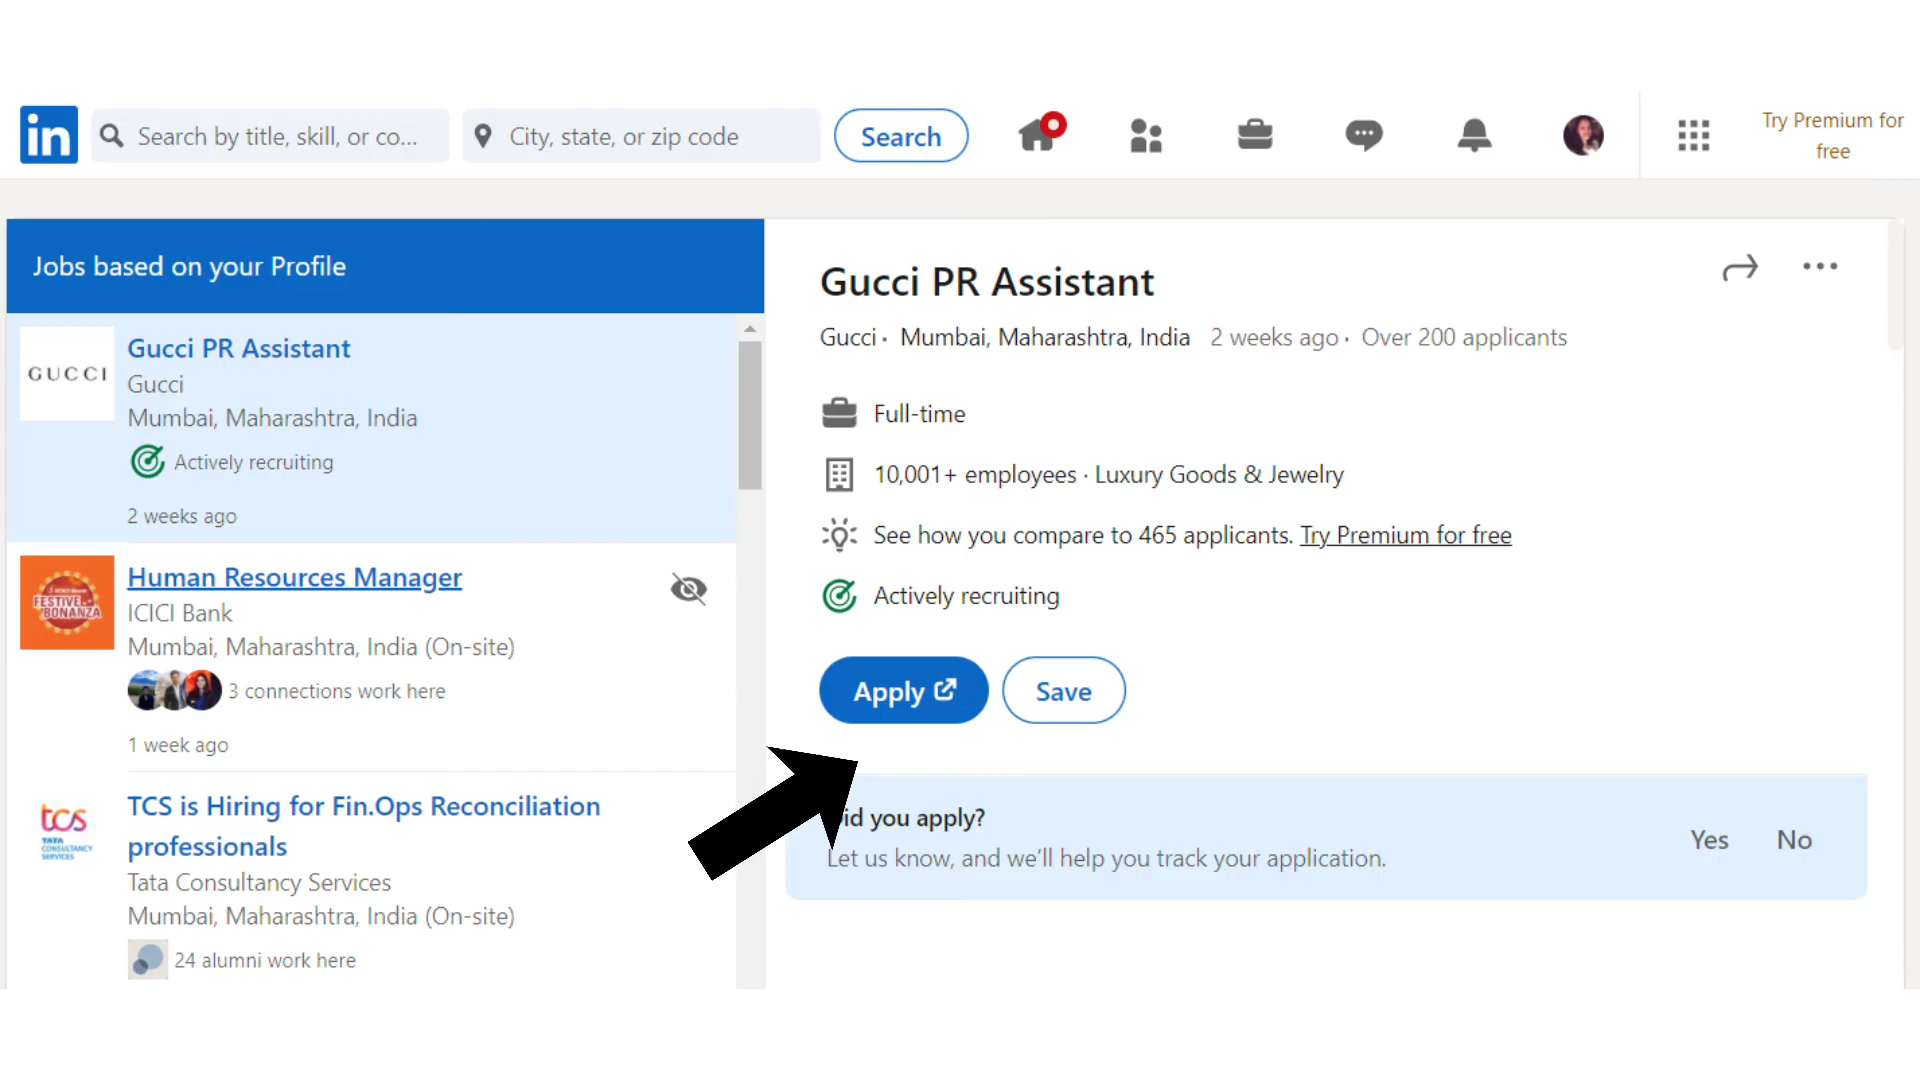 in
Search by title, skill, or co...
City, state, or zip code
Search
Try Premium for
free
Jobs based on your Profile
GUCCI
Gucci PR Assistant
Gucci
Mumbai, Maharashtra, India
Actively recruiting
2 weeks ago
FESTIVE
BONANZA
Human Resources Manager
ICICI Bank
Mumbai, Maharashtra, India (On-site)
3 connections work here
1 week ago
tcs
TATA
CONSULTANCY
SERVICES
TCS is Hiring for Fin.Ops Reconciliation
professionals
Tata Consultancy Services
Mumbai, Maharashtra, India (On-site)
24 alumni work here
Gucci PR Assistant
Gucci · Mumbai, Maharashtra, India 2 weeks ago · Over 200 applicants
Full-time
10,001+ employees · Luxury Goods & Jewelry
See how you compare to 465 applicants. Try Premium for free
Actively recruiting
Apply
Save
id you apply?
Let us know, and we'll help you track your application.
Yes
No